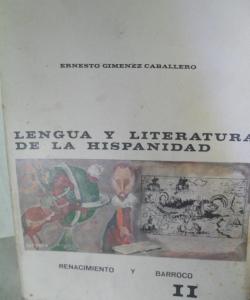 ERNESTO GIMENEZ CABALLERO
LENGUA Y LITERATURA
DE LA HISPANIDAD
RENACIMIENTO Y BARROCO
II